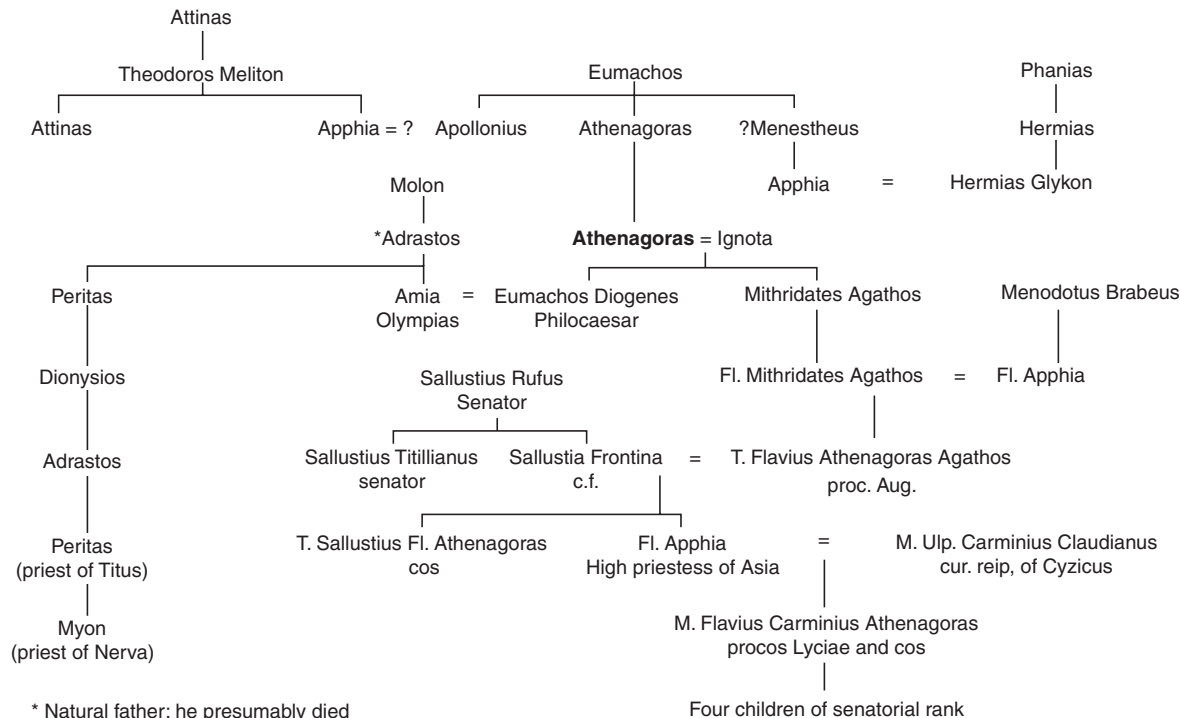 Attinas
Theodoros Meliton
Eumachos
Phanias
Attinas
Apphia = ?
Apollonius
Athenagoras
?Menestheus
Hermias
Molon
Apphia
=
Hermias Glykon
*Adrastos
Athenagoras = Ignota
Peritas
Amia
Olympias
=
Eumachos Diogenes
Philocaesar
Mithridates Agathos
Menodotus Brabeus
Dionysios
Sallustius Rufus
Senator
Fl. Mithridates Agathos
=
Fl. Apphia
Adrastos
Sallustius Titillianus
senator
Sallustia Frontina
c.f.
=
T. Flavius Athenagoras Agathos
proc. Aug.
Peritas
(priest of Titus)
T. Sallustius Fl. Athenagoras
cos
Fl. Apphia
High priestess of Asia
=
M. Ulp. Carminius Claudianus
cur. reip, of Cyzicus
Myon
(priest of Nerva)
M. Flavius Carminius Athenagoras
procos Lyciae and cos
* Natural father: he presumably died
Four children of senatorial rank